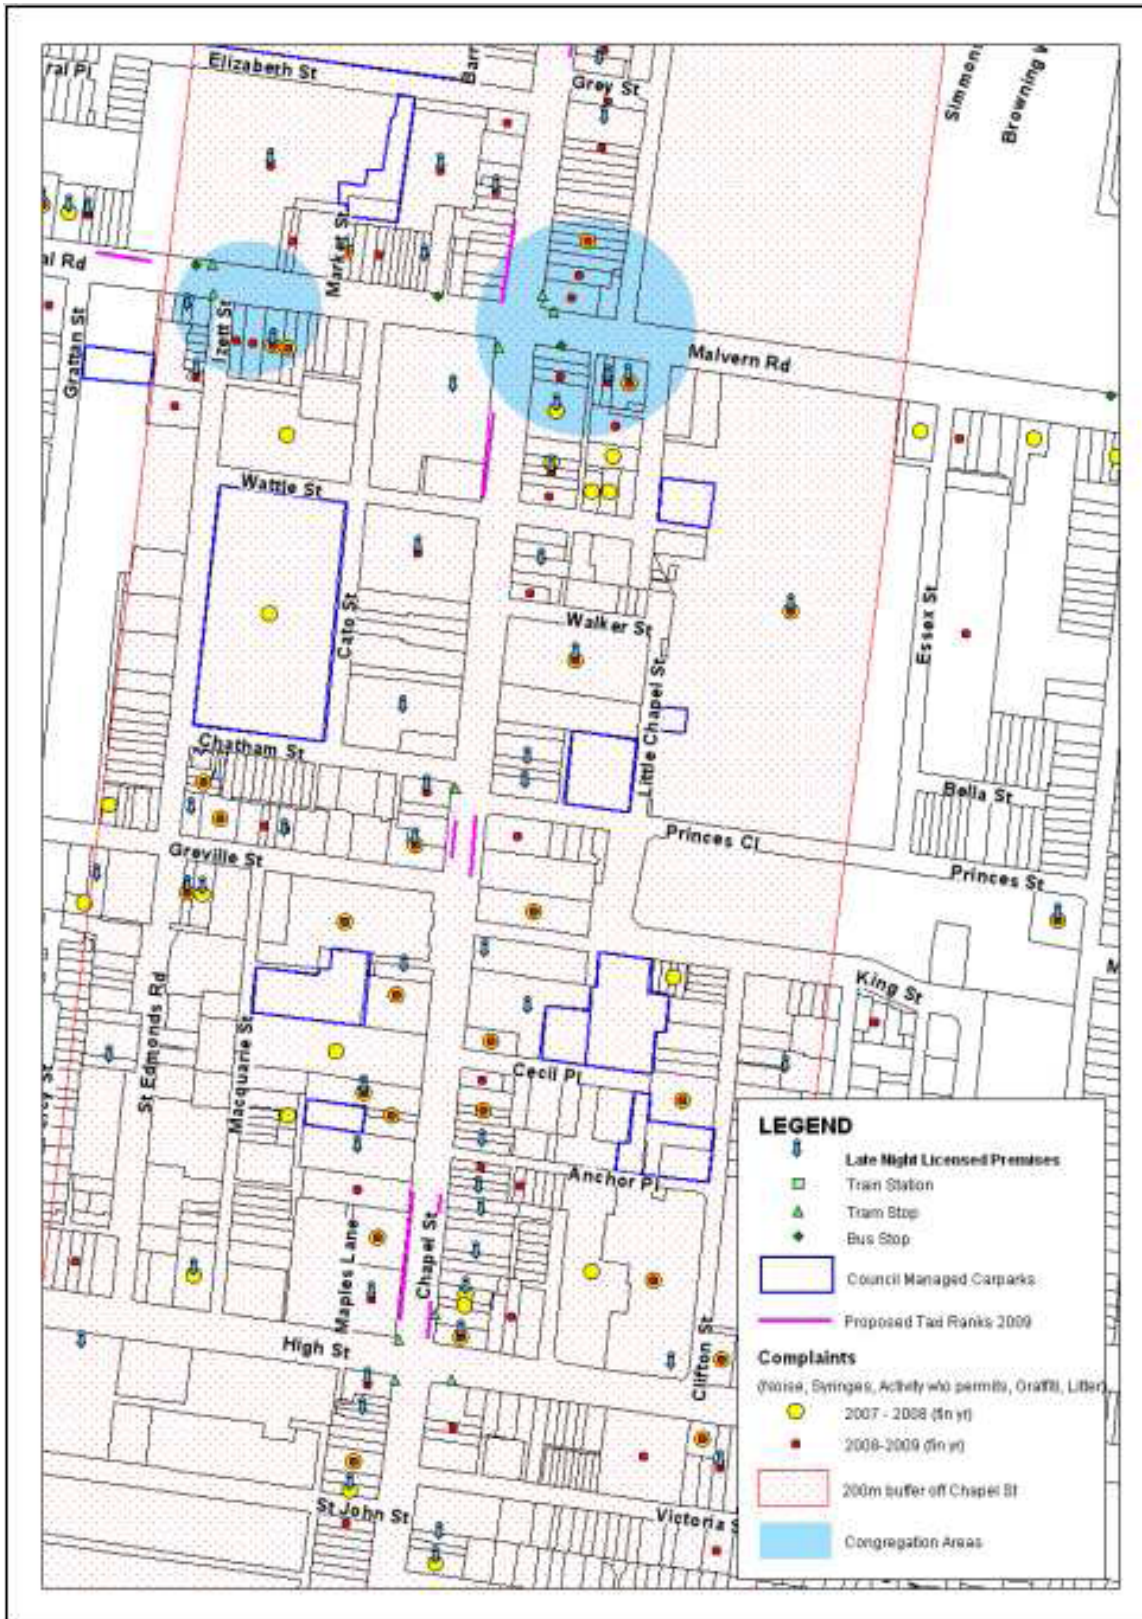 ral Pl
Elizabeth St
Barr
Grey St
Simmons
Browning
al Rd
Market St
Izett St
Grattan St
Malvern Rd
Wattle St
Cato St
Walker St
Essex St
Little Chapel St
Chatham St
Bella St
Princes Cl
Greville St
Princes St
King St
M
St Edmonds Rd
Macquarie St
Cecil Pl
Anchor Pl
Chapel St
Maples Lane
High St
Clifton St
St John St
Victoria S
LEGEND
Late Night Licensed Premises
Train Station
Tram Stop
Bus Stop
Council Managed Carparks
Proposed Taxi Ranks 2009
Complaints
(Noise, Syringes, Activity w/o permits, Graffiti, Litter)
2007 - 2008 (fin yr)
2008-2009 (fin yr)
200m buffer off Chapel St
Congregation Areas